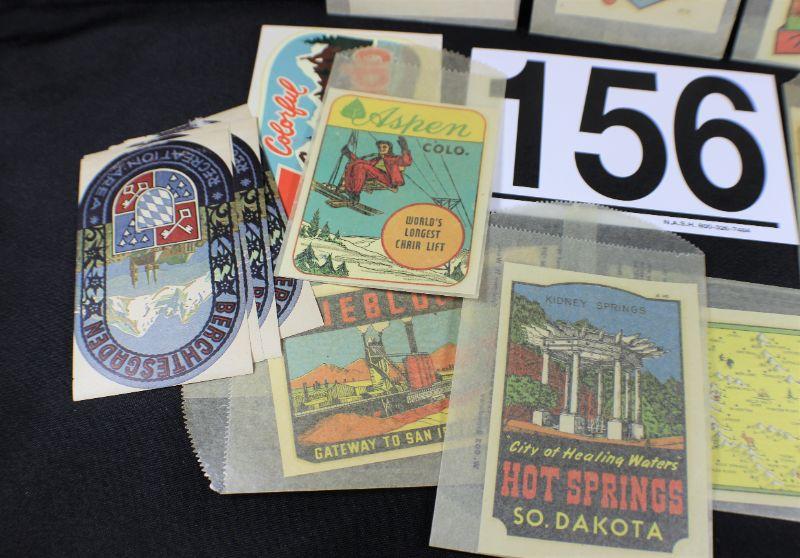 156
N.A.S.H. 800-326-7484
Colorful
Aspen
COLO.
WORLD'S
LONGEST
CHAIR LIFT
RECREATION AREA
BERCHTESGADEN
GATEWAY TO SAN
KIDNEY SPRINGS
"City of Healing Waters
HOT SPRINGS
SO. DAKOTA